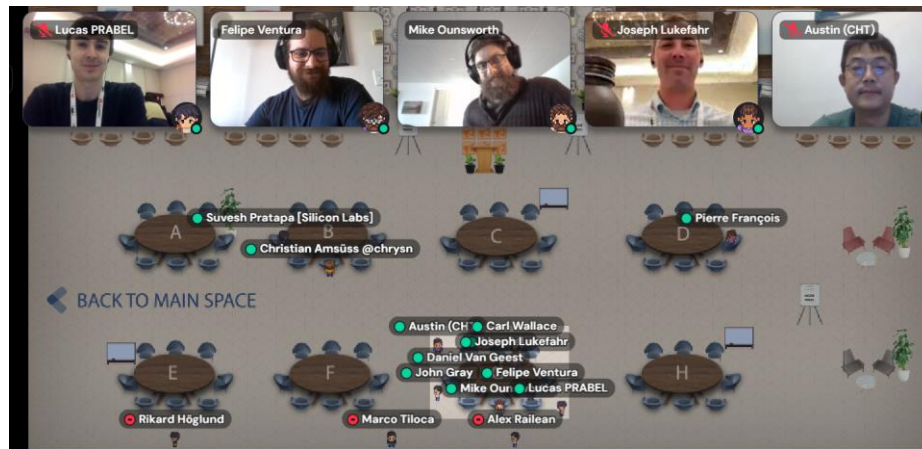 Lucas PRABEL
Felipe Ventura
Mike Ounsworth
Joseph Lukefahr
Austin (CHT)
Suvesh Pratapa [Silicon Labs]
Pierre François
A
B
C
D
Christian Amsüss @chrysn
BACK TO MAIN SPACE
Austin (CH
Carl Wallace
Joseph Lukefahr
Daniel Van Geest
John Gray
Felipe Ventura
E
F
H
Mike Oun
Lucas PRABEL
Rikard Höglund
Marco Tiloca
Alex Railean